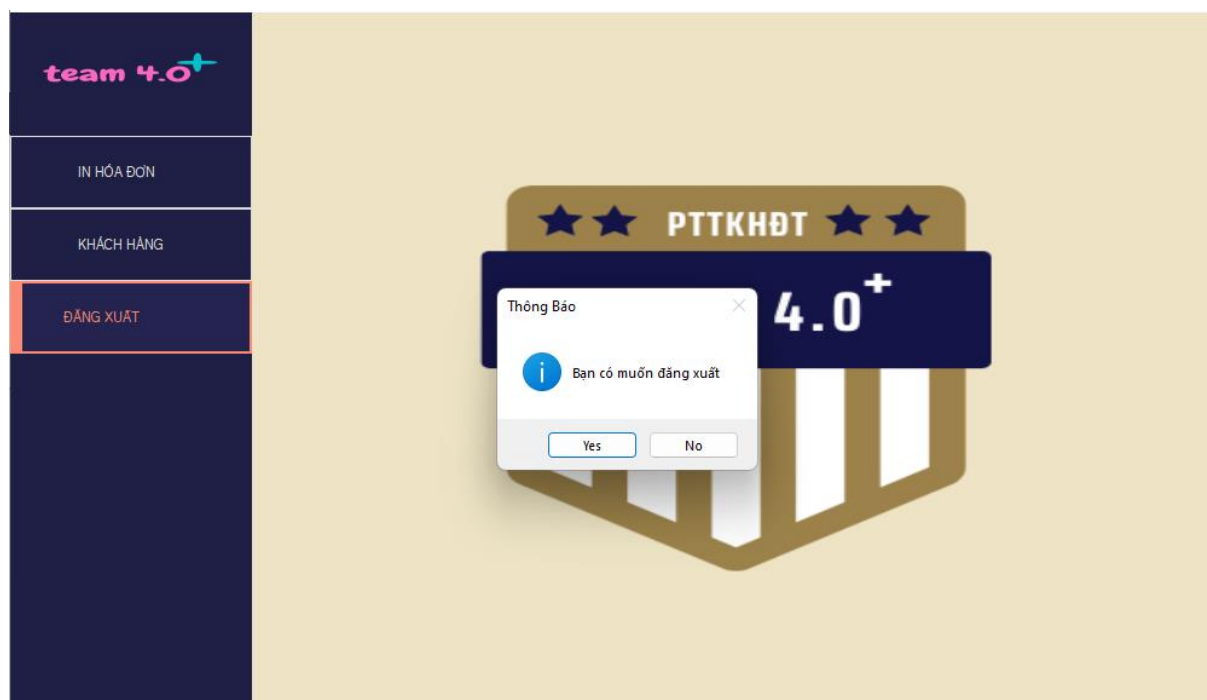 team 4.0+
IN HÓA ĐƠN
KHÁCH HÀNG
ĐĂNG XUẤT
PTTKHĐT
4.0+
Thông Báo
Bạn có muốn đăng xuất
Yes
No